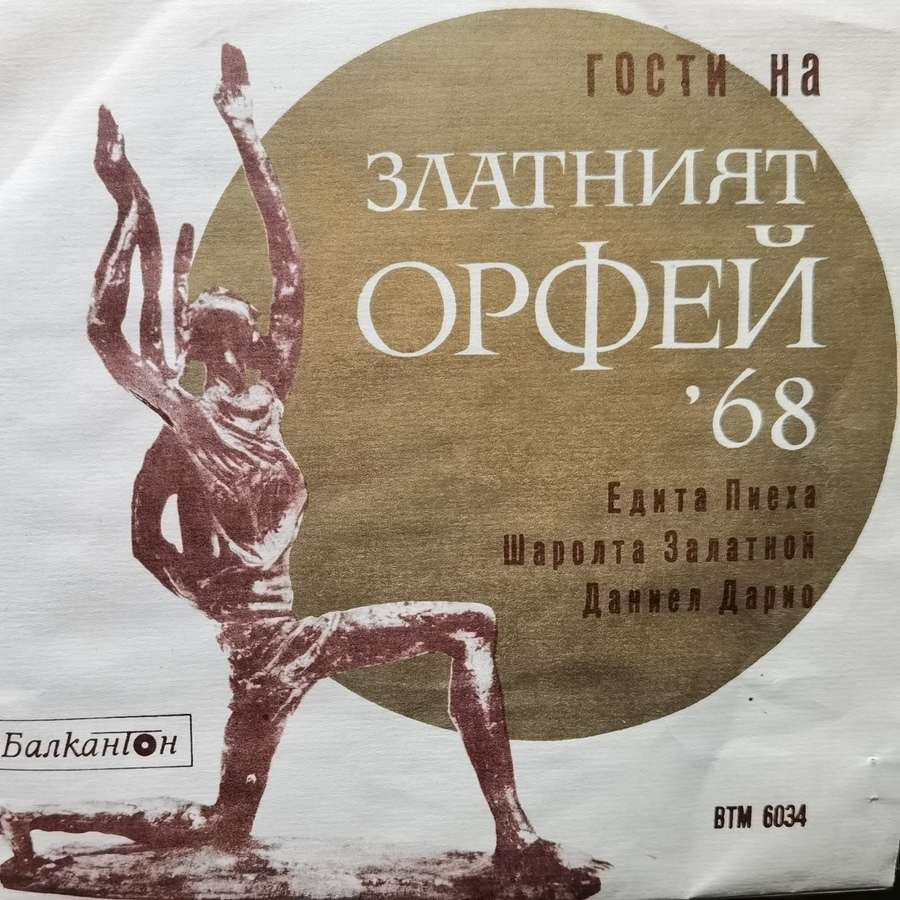 ГОСТИ НА
ЗЛАТНИЯТ
ОРФЕЙ
'68
Едита Пиеха
Шаролта Залатной
Даниел Дарио
Балкантон
ВТМ 6034